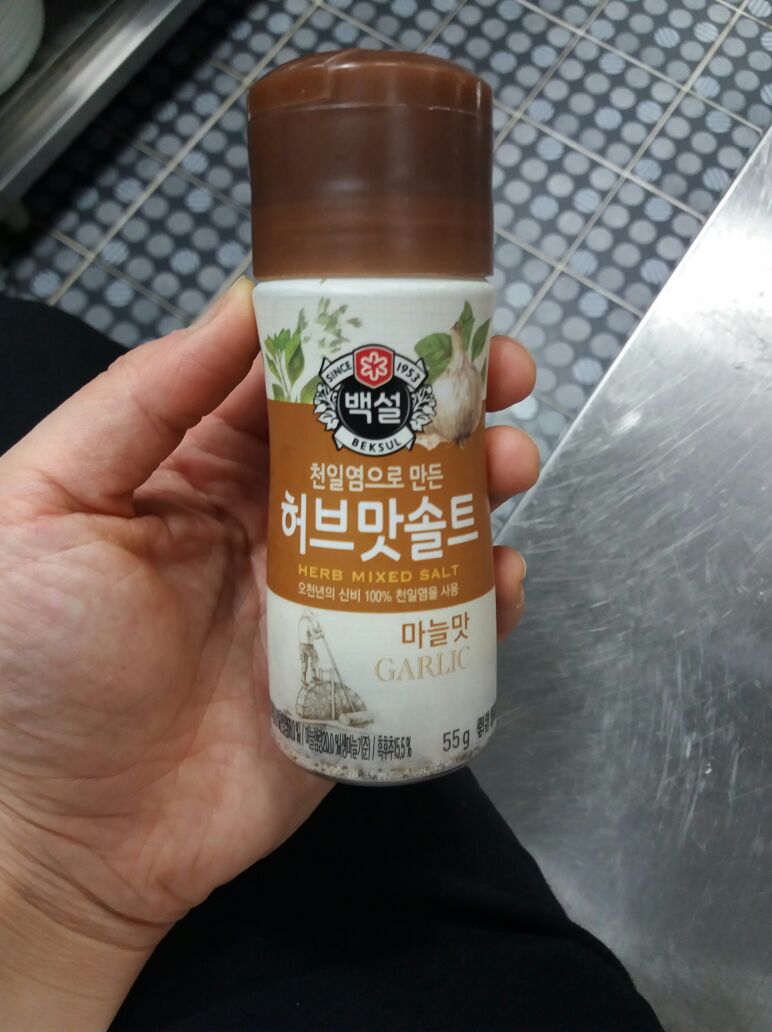 SINCE 1953
백설
BEKSUL
천일염으로 만든
허브맛솔트
HERB MIXED SALT
오천년의 신비 100% 천일염을 사용
마늘맛
GARLIC
55g